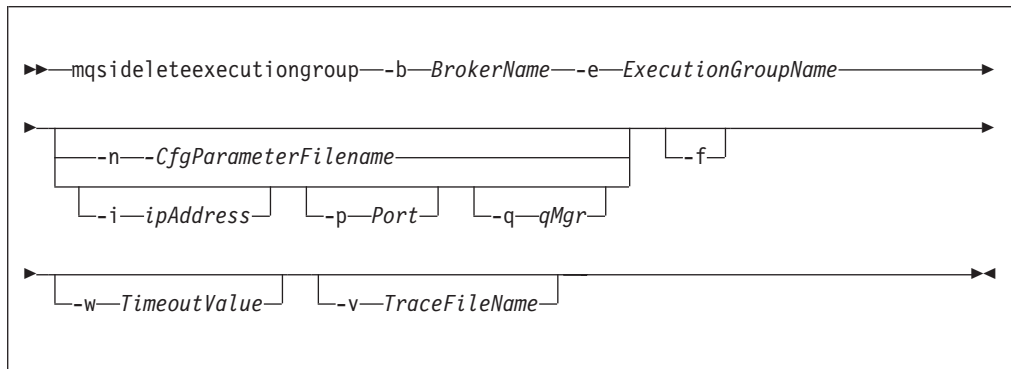 mqsideleteexecutiongroup -b BrokerName -e ExecutionGroupName
-n -CfgParameterFilename -f
-i ipAddress -p Port -q qMgr
-w TimeoutValue -v TraceFileName